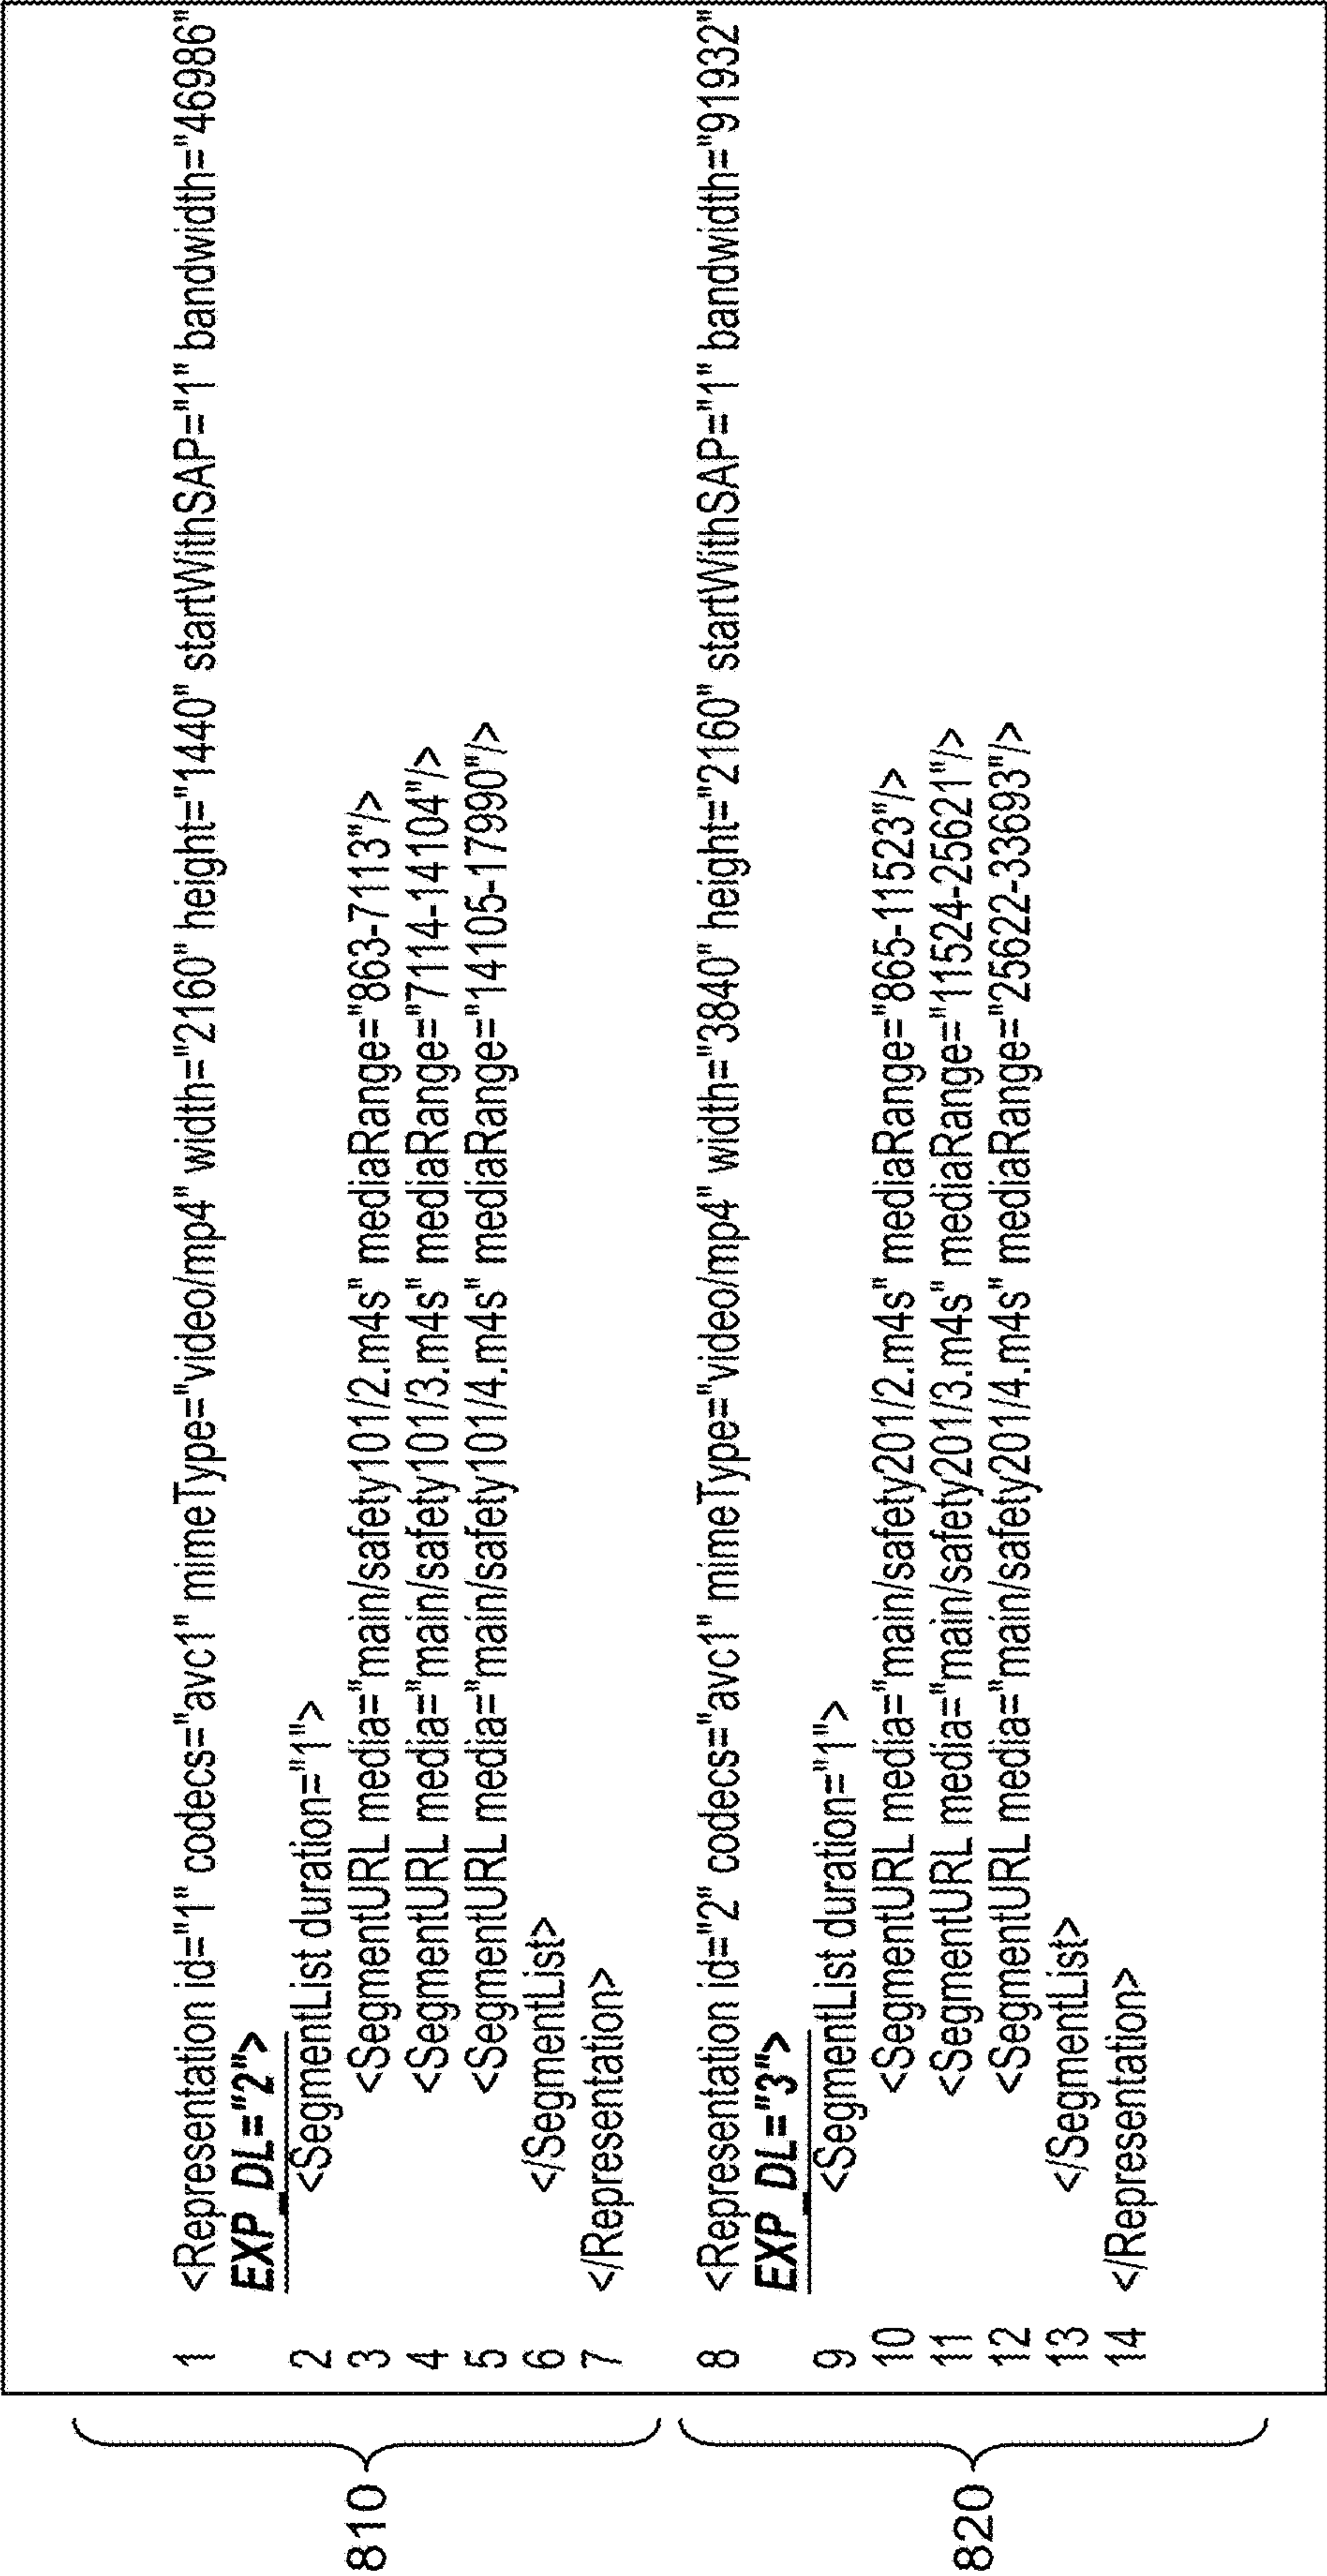 810
1 <Representation id="1" codecs="avc1" mimeType="video/mp4" width="2160" height="1440" startWithSAP="1" bandwidth="46986"
EXP_DL="2">
2 <SegmentList duration="1">
3 <SegmentURL media="main/safety101/2.m4s" mediaRange="863-7113"/>
4 <SegmentURL media="main/safety101/3.m4s" mediaRange="7114-14104"/>
5 <SegmentURL media="main/safety101/4.m4s" mediaRange="14105-17990"/>
6 </SegmentList>
7 </Representation>
820
8 <Representation id="2" codecs="avc1" mimeType="video/mp4" width="3840" height="2160" startWithSAP="1" bandwidth="91932"
EXP_DL="3">
9 <SegmentList duration="1">
10 <SegmentURL media="main/safety201/2.m4s" mediaRange="865-11523"/>
11 <SegmentURL media="main/safety201/3.m4s" mediaRange="11524-25621"/>
12 <SegmentURL media="main/safety201/4.m4s" mediaRange="25622-33693"/>
13 </SegmentList>
14 </Representation>